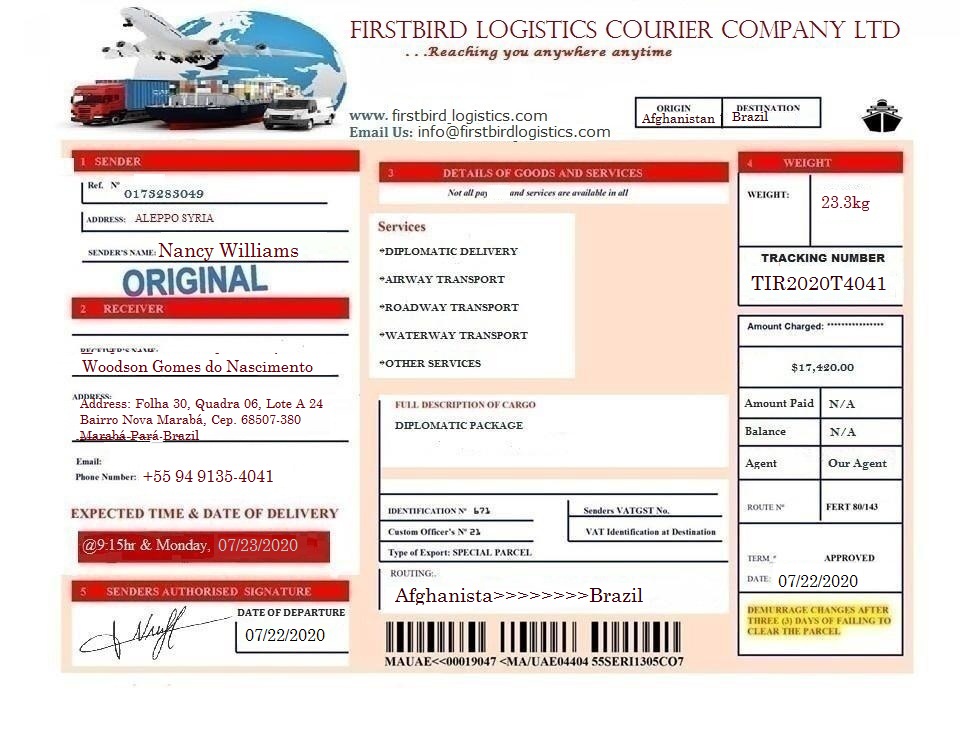 FIRSTBIRD LOGISTICS COURIER COMPANY LTD
. . .Reaching you anywhere anytime
www. firstbird logistics.com
Email Us: info@firstbirdlogistics.com
ORIGIN
Afghanistan
DESTINATION
Brazil
1 SENDER
Ref. Nº 0173283049
ADDRESS: ALEPPO SYRIA
SENDER'S NAME: Nancy Williams
ORIGINAL
2 RECEIVER
Woodson Gomes do Nascimento
ADDRESS:
Address: Folha 30, Quadra 06, Lote A 24
Bairro Nova Marabá, Cep. 68507-380
Marabá-Pará-Brazil
Email:
Phone Number: +55 94 9135-4041
EXPECTED TIME & DATE OF DELIVERY
@9:15hr & Monday, 07/23/2020
5 SENDERS AUTHORISED SIGNATURE
DATE OF DEPARTURE
07/22/2020
3 DETAILS OF GOODS AND SERVICES
Not all pay and services are available in all
Services
*DIPLOMATIC DELIVERY
*AIRWAY TRANSPORT
*ROADWAY TRANSPORT
*WATERWAY TRANSPORT
*OTHER SERVICES
FULL DESCRIPTION OF CARGO
DIPLOMATIC PACKAGE
IDENTIFICATION Nº 671
Senders VATGST No.
Custom Officer's Nº 21
VAT Identification at Destination
Type of Export: SPECIAL PARCEL
ROUTING:.
Afghanista>>>>>>>>Brazil
MAUAE<<00019047 <MA/UAE04404 55SERI1305CO7
4 WEIGHT
WEIGHT: 23.3kg
TRACKING NUMBER
TIR2020T4041
Amount Charged: ****************
$17,420.00
Amount Paid N/A
Balance N/A
Agent Our Agent
ROUTE Nº FERT 80/143
TERM_* APPROVED
DATE: 07/22/2020
DEMURRAGE CHANGES AFTER
THREE (3) DAYS OF FAILING TO
CLEAR THE PARCEL